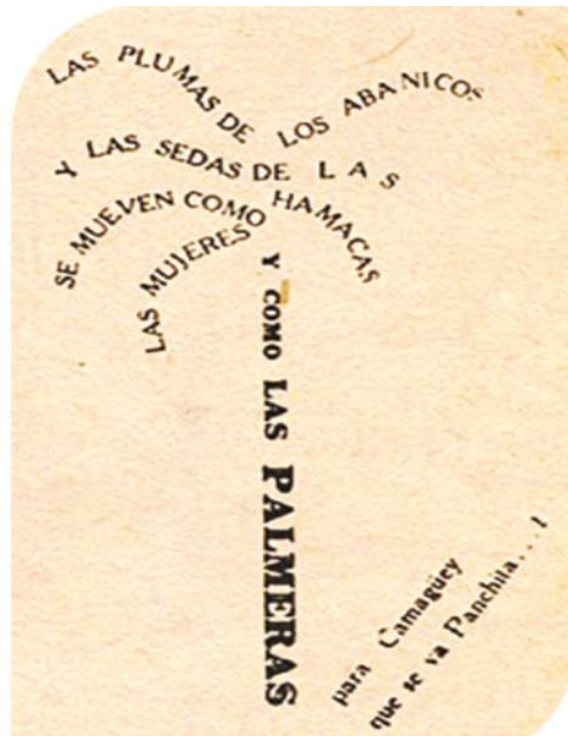 LAS PLUMAS DE LOS ABANICOS
Y LAS SEDAS DE LAS
HAMACAS
SE MUEVEN COMO
LAS MUJERES
Y COMO LAS PALMERAS
para Camagüey
que se va Panchita...!